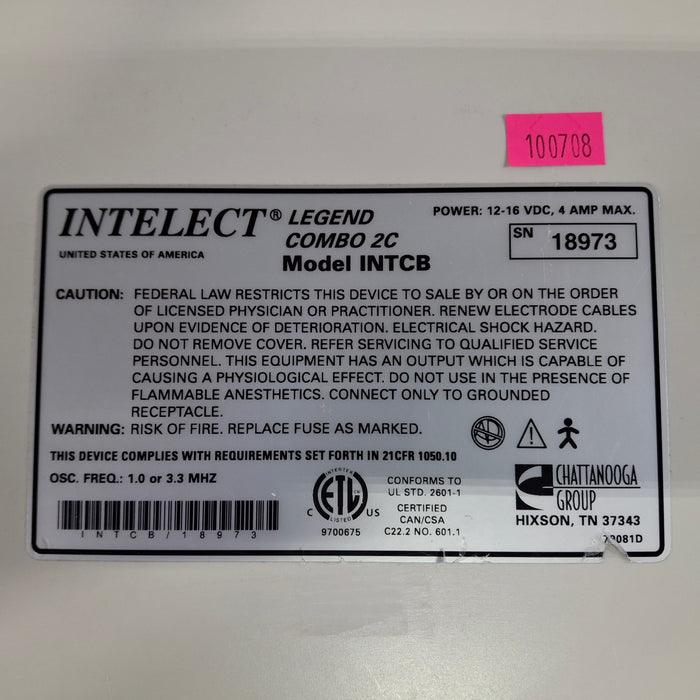 100708
INTELECT® LEGEND
COMBO 2C
Model INTCB
UNITED STATES OF AMERICA
POWER: 12-16 VDC, 4 AMP MAX.
SN 18973
CAUTION: FEDERAL LAW RESTRICTS THIS DEVICE TO SALE BY OR ON THE ORDER
OF LICENSED PHYSICIAN OR PRACTITIONER. RENEW ELECTRODE CABLES
UPON EVIDENCE OF DETERIORATION. ELECTRICAL SHOCK HAZARD.
DO NOT REMOVE COVER. REFER SERVICING TO QUALIFIED SERVICE
PERSONNEL. THIS EQUIPMENT HAS AN OUTPUT WHICH IS CAPABLE OF
CAUSING A PHYSIOLOGICAL EFFECT. DO NOT USE IN THE PRESENCE OF
FLAMMABLE ANESTHETICS. CONNECT ONLY TO GROUNDED
RECEPTACLE.
WARNING: RISK OF FIRE. REPLACE FUSE AS MARKED.
THIS DEVICE COMPLIES WITH REQUIREMENTS SET FORTH IN 21CFR 1050.10
OSC. FREQ.: 1.0 or 3.3 MHZ
INTCB/18973
INTERTEK
ETL
C US
LISTED
9700675
CONFORMS TO
UL STD. 2601-1
CERTIFIED
CAN/CSA
C22.2 NO. 601.1
CHATTANOOGA
GROUP
HIXSON, TN 37343